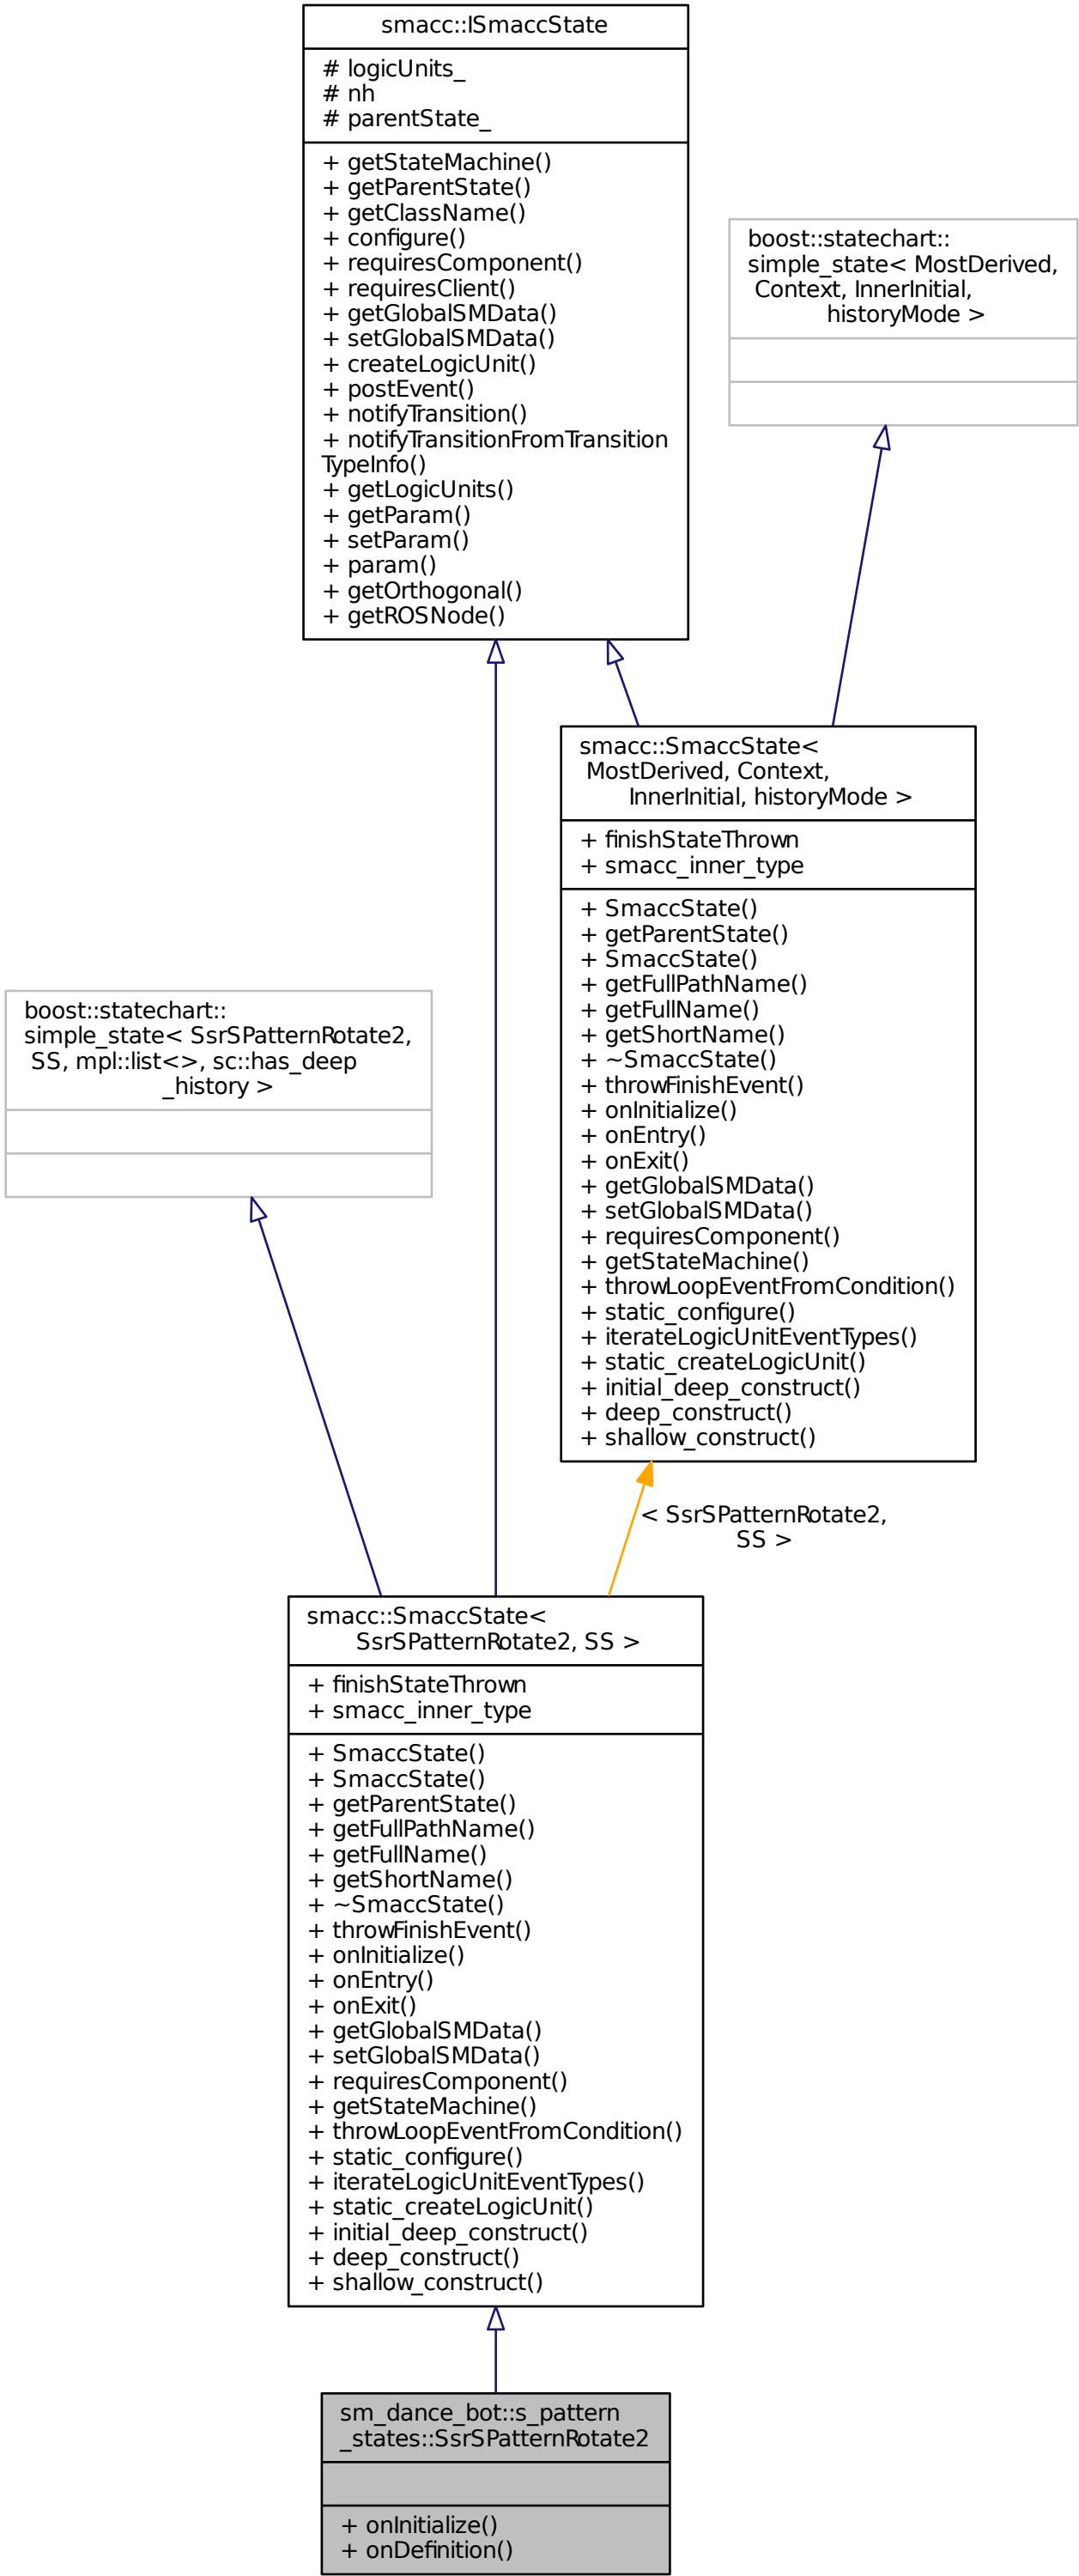 smacc::ISmaccState
# logicUnits_
# nh
# parentState_
+ getStateMachine()
+ getParentState()
+ getClassName()
+ configure()
+ requiresComponent()
+ requiresClient()
+ getGlobalSMData()
+ setGlobalSMData()
+ createLogicUnit()
+ postEvent()
+ notifyTransition()
+ notifyTransitionFromTransition
TypeInfo()
+ getLogicUnits()
+ getParam()
+ setParam()
+ param()
+ getOrthogonal()
+ getROSNode()
boost::statechart::
simple_state< MostDerived,
Context, InnerInitial,
historyMode >
smacc::SmaccState<
MostDerived, Context,
InnerInitial, historyMode >
+ finishStateThrown
+ smacc_inner_type
+ SmaccState()
+ getParentState()
+ SmaccState()
+ getFullPathName()
+ getFullName()
+ getShortName()
+ ~SmaccState()
+ throwFinishEvent()
+ onInitialize()
+ onEntry()
+ onExit()
+ getGlobalSMData()
+ setGlobalSMData()
+ requiresComponent()
+ getStateMachine()
+ throwLoopEventFromCondition()
+ static_configure()
+ iterateLogicUnitEventTypes()
+ static_createLogicUnit()
+ initial_deep_construct()
+ deep_construct()
+ shallow_construct()
boost::statechart::
simple_state< SsrSPatternRotate2,
SS, mpl::list<>, sc::has_deep
_history >
< SsrSPatternRotate2,
SS >
smacc::SmaccState<
SsrSPatternRotate2, SS >
+ finishStateThrown
+ smacc_inner_type
+ SmaccState()
+ SmaccState()
+ getParentState()
+ getFullPathName()
+ getFullName()
+ getShortName()
+ ~SmaccState()
+ throwFinishEvent()
+ onInitialize()
+ onEntry()
+ onExit()
+ getGlobalSMData()
+ setGlobalSMData()
+ requiresComponent()
+ getStateMachine()
+ throwLoopEventFromCondition()
+ static_configure()
+ iterateLogicUnitEventTypes()
+ static_createLogicUnit()
+ initial_deep_construct()
+ deep_construct()
+ shallow_construct()
sm_dance_bot::s_pattern
_states::SsrSPatternRotate2
+ onInitialize()
+ onDefinition()